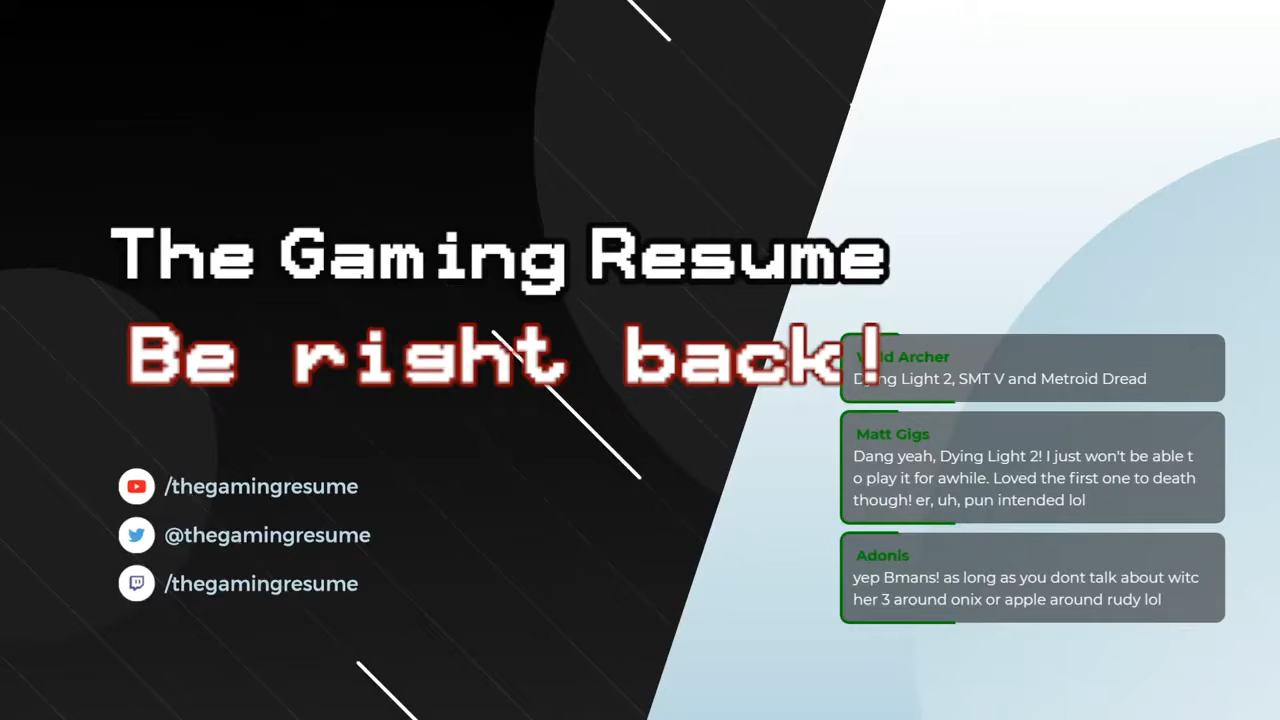 The Gaming Resume
Be right back!
/thegamingresume
@thegamingresume
/thegamingresume
Wild Archer
Dying Light 2, SMT V and Metroid Dread
Matt Gigs
Dang yeah, Dying Light 2! I just won't be able t
o play it for awhile. Loved the first one to death
though! er, uh, pun intended lol
Adonis
yep Bmans! as long as you dont talk about witc
her 3 around onix or apple around rudy lol